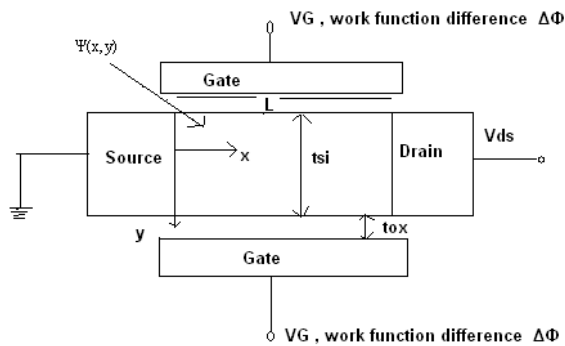 VG , work function difference ΔΦ
Ψ(x,y)
Gate
L
Source
x
tsi
Drain
Vds
y
tox
Gate
VG , work function difference ΔΦ